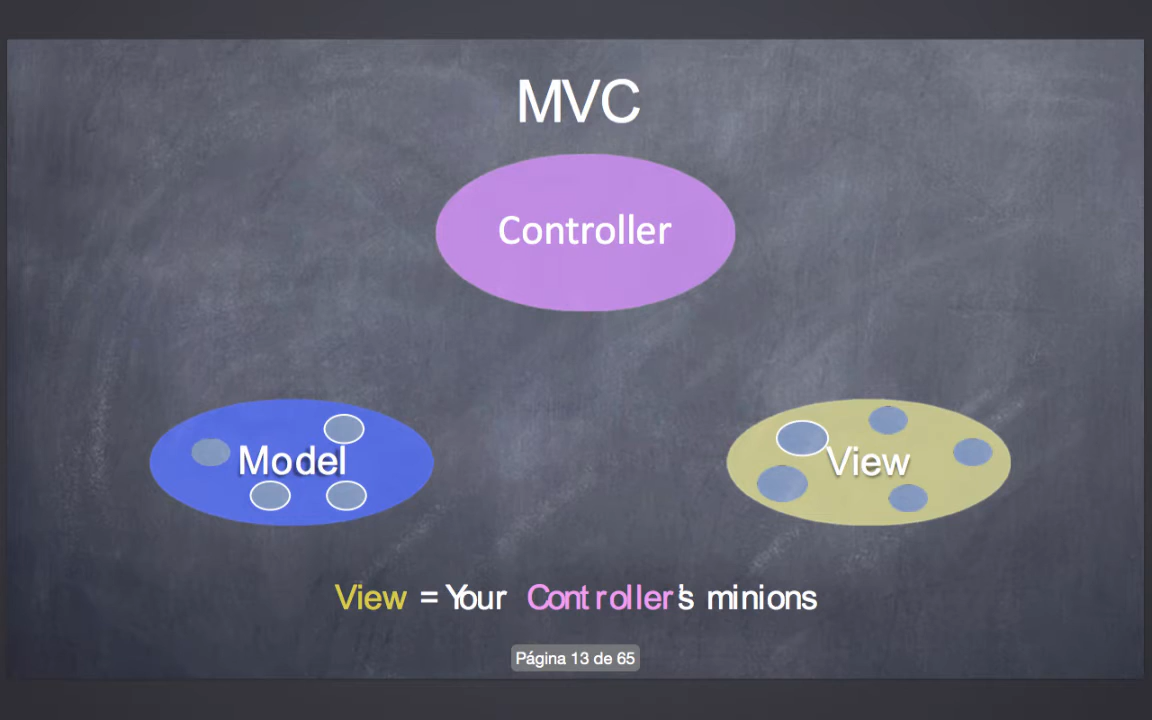 MVC
Controller
Model
View
View = Your Controller's minions
Página 13 de 65